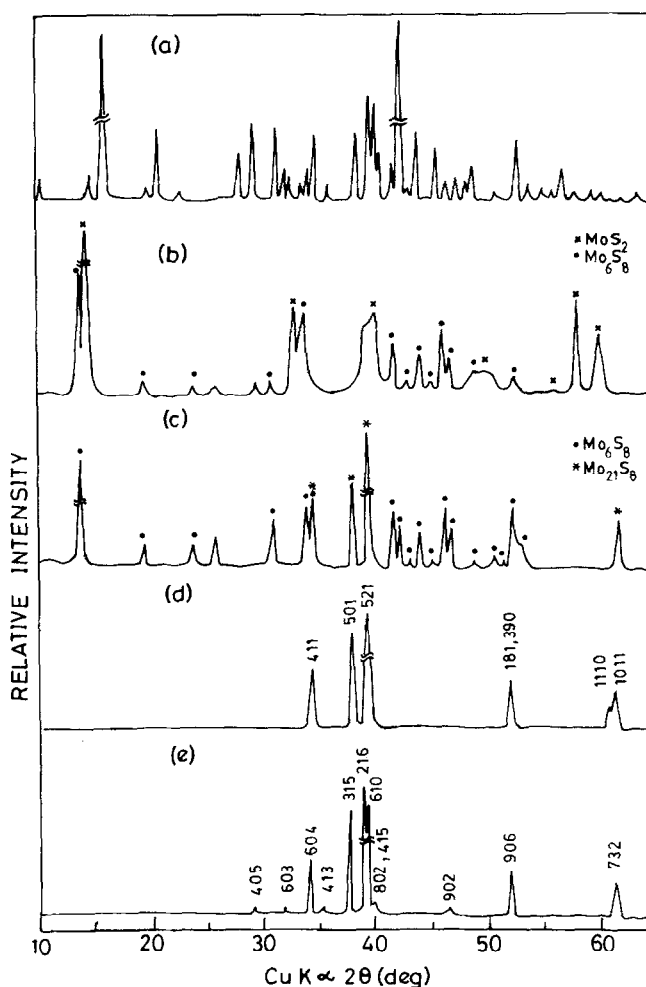 (a)
(b)
× MoS2
• Mo6S8
(c)
• Mo6S8
* Mo21S8
RELATIVE INTENSITY
(d)
411
501
521
181,390
1110
1011
(e)
405
603
604
413
315
216
610
802,415
902
906
732
10 20 30 40 50 60
Cu K ∝ 2θ (deg)